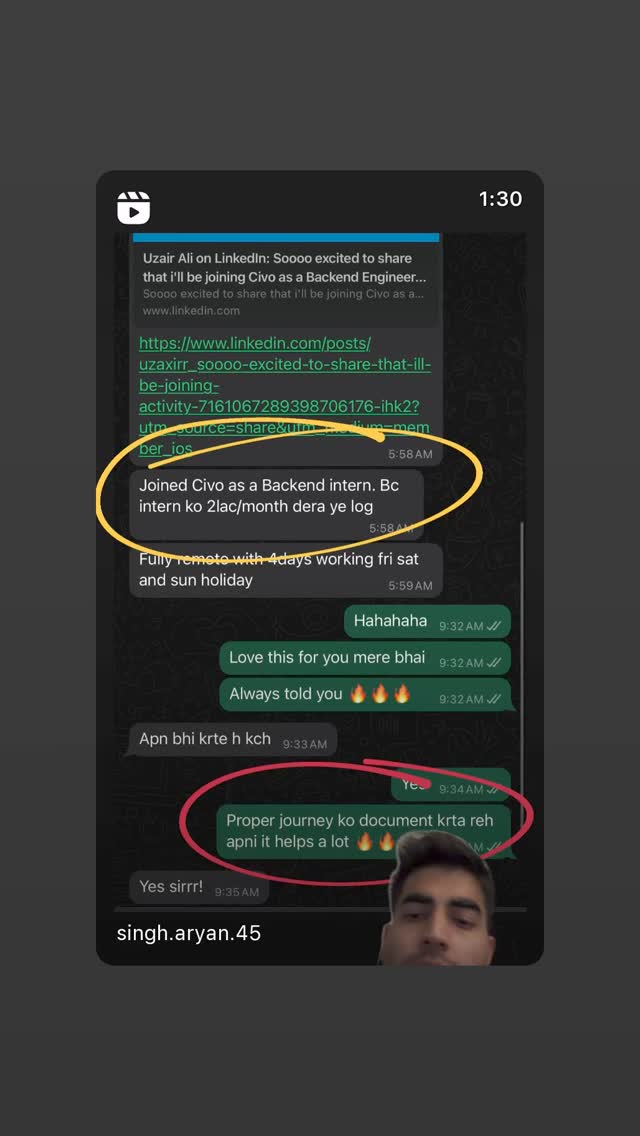 1:30
Uzair Ali on LinkedIn: Soooo excited to share
that i'll be joining Civo as a Backend Engineer...
Soooo excited to share that i'll be joining Civo as a...
www.linkedin.com
https://www.linkedin.com/posts/
uzaxirr_soooo-excited-to-share-that-ill-
be-joining-
activity-7161067289398706176-ihk2?
utm_source=share&utm_medium=mem
ber_ios
5:58 AM
Joined Civo as a Backend intern. Bc
intern ko 2lac/month dera ye log
5:58 AM
Fully remote with 4days working fri sat
and sun holiday
5:59 AM
Hahahaha 9:32 AM
Love this for you mere bhai 9:32 AM
Always told you 🔥🔥🔥 9:32 AM
Apn bhi krte h kch 9:33 AM
Yes 9:34 AM
Proper journey ko document krta reh
apni it helps a lot 🔥🔥 AM
Yes sirrr! 9:35 AM
singh.aryan.45